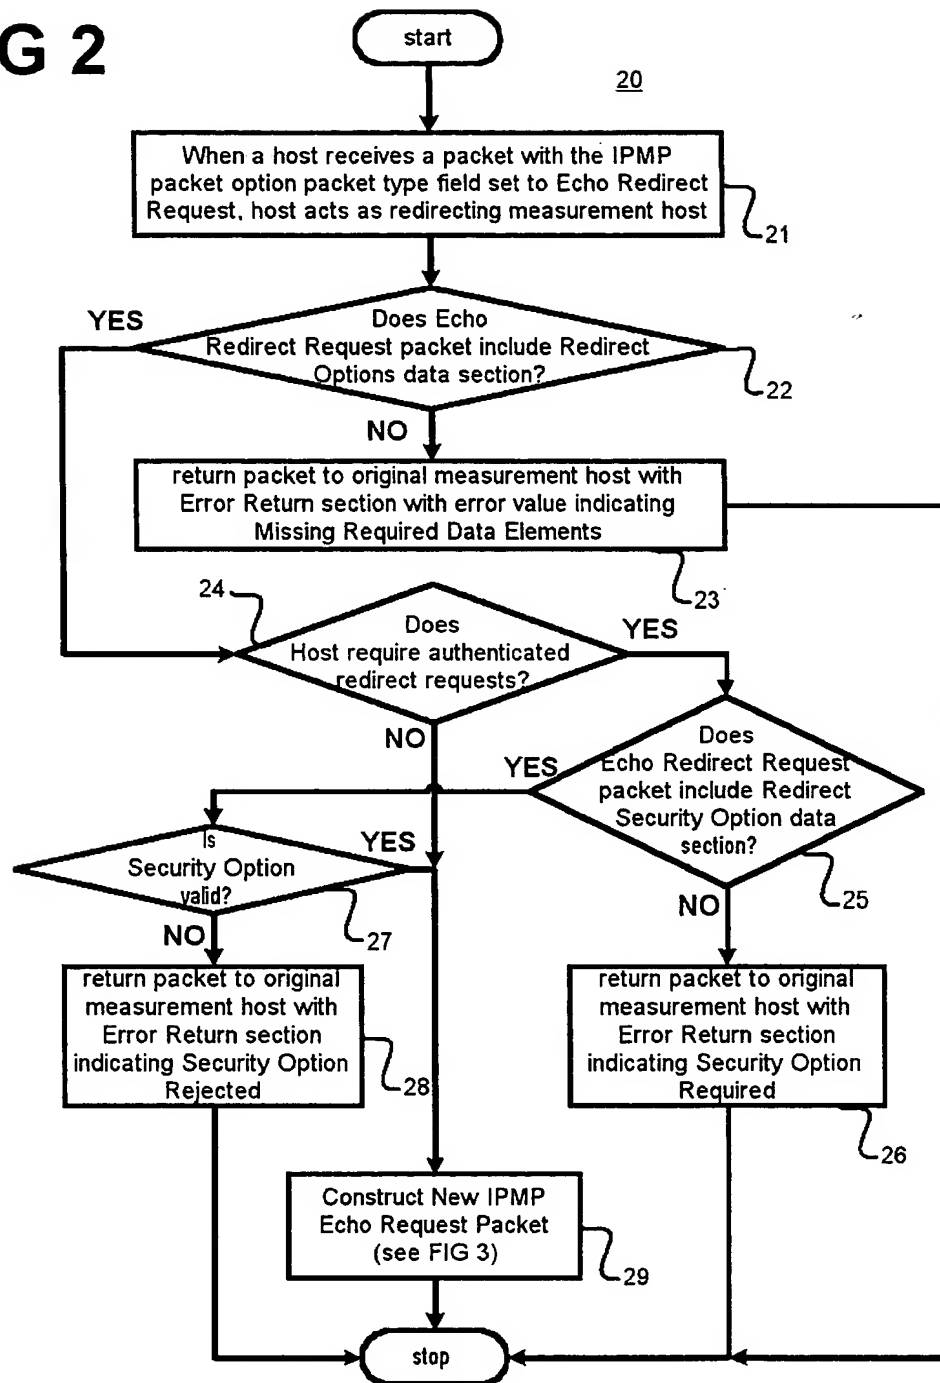 G 2
start
20
When a host receives a packet with the IPMP
packet option packet type field set to Echo Redirect
Request, host acts as redirecting measurement host
21
YES
Does Echo
Redirect Request packet include Redirect
Options data section?
22
NO
return packet to original measurement host with
Error Return section with error value indicating
Missing Required Data Elements
23
24
Does
Host require authenticated
redirect requests?
YES
NO
Does
Echo Redirect Request
packet include Redirect
Security Option data
section?
YES
25
NO
Is
Security Option
valid?
YES
27
NO
return packet to original
measurement host with
Error Return section
indicating Security Option
Rejected
28
return packet to original
measurement host with
Error Return section
indicating Security Option
Required
26
Construct New IPMP
Echo Request Packet
(see FIG 3)
29
stop